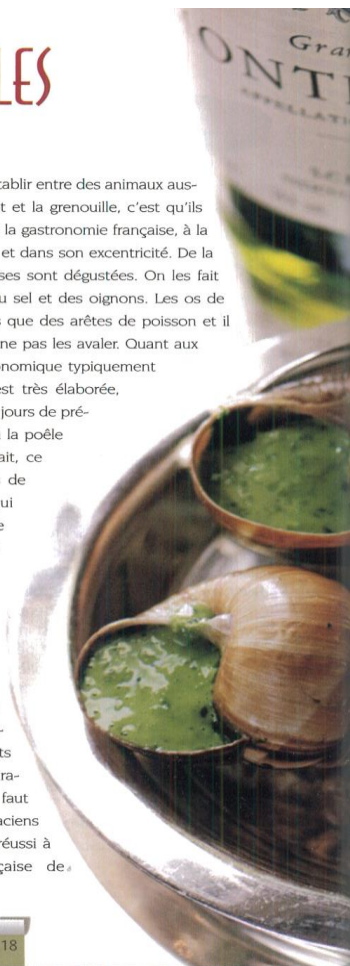 LES
Gra
ONT
APPELLATI
tablir entre des animaux aus-
t et la grenouille, c'est qu'ils
la gastronomie française, à la
et dans son excentricité. De la
ses sont dégustées. On les fait
u sel et des oignons. Les os de
que des arêtes de poisson et il
ne pas les avaler. Quant aux
onomique typiquement
est très élaborée,
jours de pré-
la poêle
ait, ce
de
ui
e
-
ts
ra-
faut
aciens
réussi à
çaise de
18